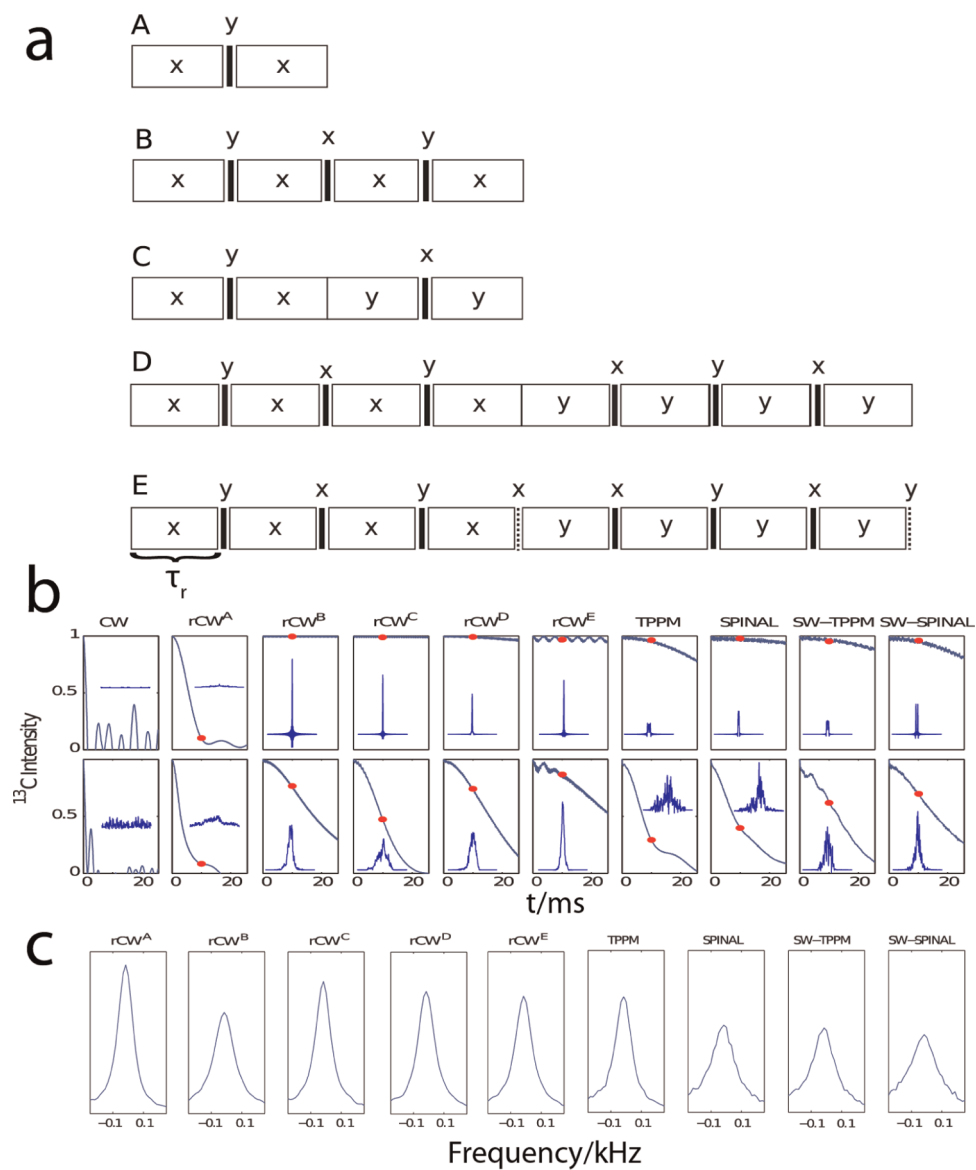 a
A
y
x x
B
y x y
x x x x
C
y x
x x y y
D
y x y x y x
x x x x y y y y
E
y x y x x y x y
x x x x y y y y
τr
b
CW rCWA rCWB rCWC rCWD rCWE TPPM SPINAL SW–TPPM SW–SPINAL
1
0.5
0
0.5
0
13C Intensity
0 20 0 20 0 20 0 20 0 20 0 20 0 20 0 20 0 20 0 20
t/ms
c
rCWA rCWB rCWC rCWD rCWE TPPM SPINAL SW–TPPM SW–SPINAL
−0.1 0.1 −0.1 0.1 −0.1 0.1 −0.1 0.1 −0.1 0.1 −0.1 0.1 −0.1 0.1 −0.1 0.1 −0.1 0.1
Frequency/kHz